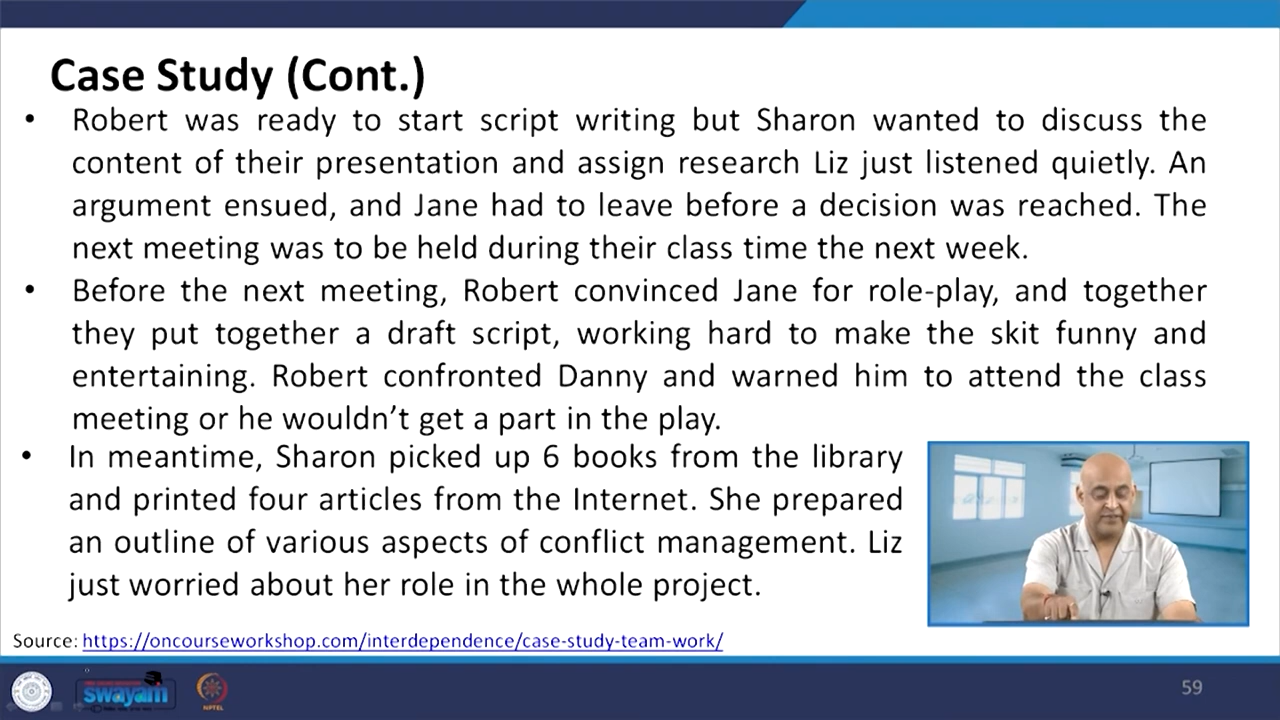 Case Study (Cont.)
• Robert was ready to start script writing but Sharon wanted to discuss the
content of their presentation and assign research Liz just listened quietly. An
argument ensued, and Jane had to leave before a decision was reached. The
next meeting was to be held during their class time the next week.
• Before the next meeting, Robert convinced Jane for role-play, and together
they put together a draft script, working hard to make the skit funny and
entertaining. Robert confronted Danny and warned him to attend the class
meeting or he wouldn't get a part in the play.
• In meantime, Sharon picked up 6 books from the library
and printed four articles from the Internet. She prepared
an outline of various aspects of conflict management. Liz
just worried about her role in the whole project.
Source: https://oncourseworkshop.com/interdependence/case-study-team-work/
swayam
NPTEL
59